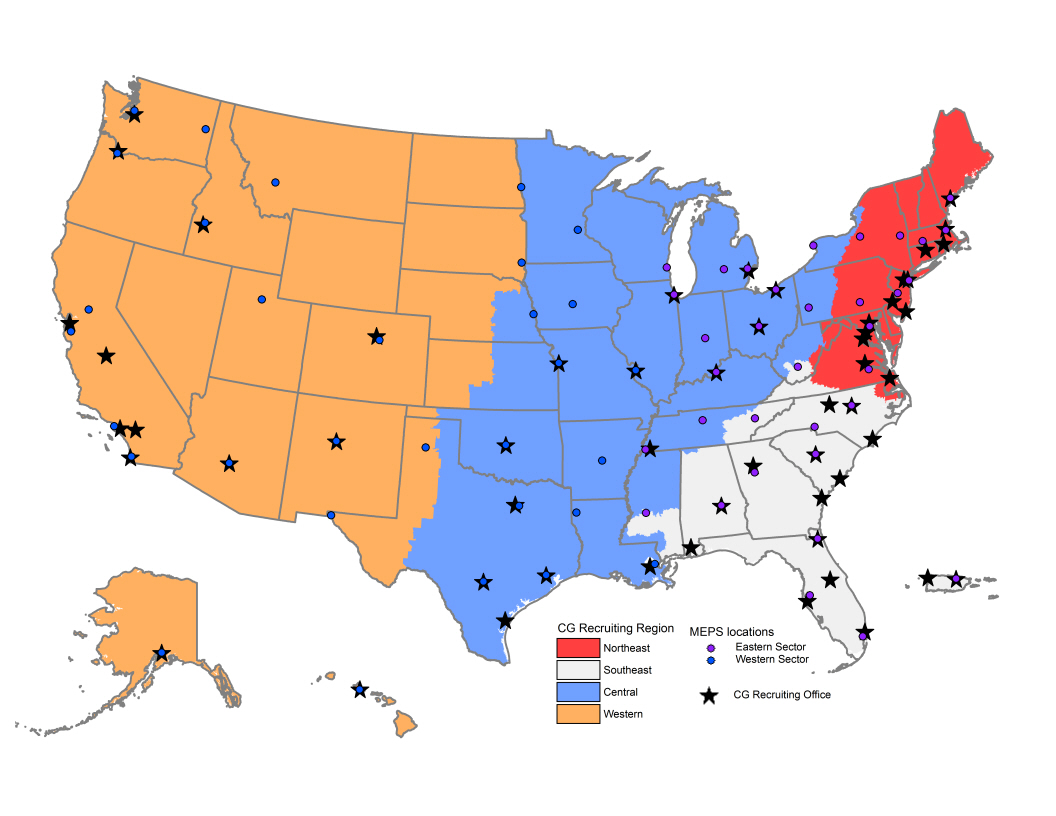 CG Recruiting Region
Northeast
Southeast
Central
Western
MEPS locations
Eastern Sector
Western Sector
CG Recruiting Office